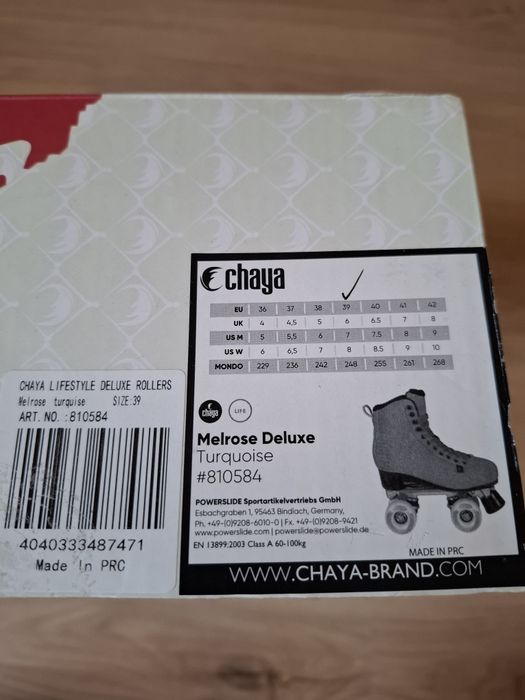 chaya
EU 36 37 38 39 40 41 42
UK 4 4,5 5 6 6.5 7 8
US M 5 5,5 6 7 7.5 8 9
US W 6 6,5 7 8 8.5 9 10
MONDO 229 236 242 248 255 261 268
chaya LIFE
Melrose Deluxe
Turquoise
#810584
POWERSLIDE Sportartikelvertriebs GmbH
Esbachgraben 1, 95463 Bindlach, Germany,
Ph. +49-(0)9208-6010-0 | Fx. +49-(0)9208-9421
www.powerslide.com | powerslide@powerslide.de
EN 13899:2003 Class A 60-100kg
MADE IN PRC
WWW.CHAYA-BRAND.COM
CHAYA LIFESTYLE DELUXE ROLLERS
Melrose turquise SIZE:39
ART. NO. :810584
4040333487471
Made In PRC